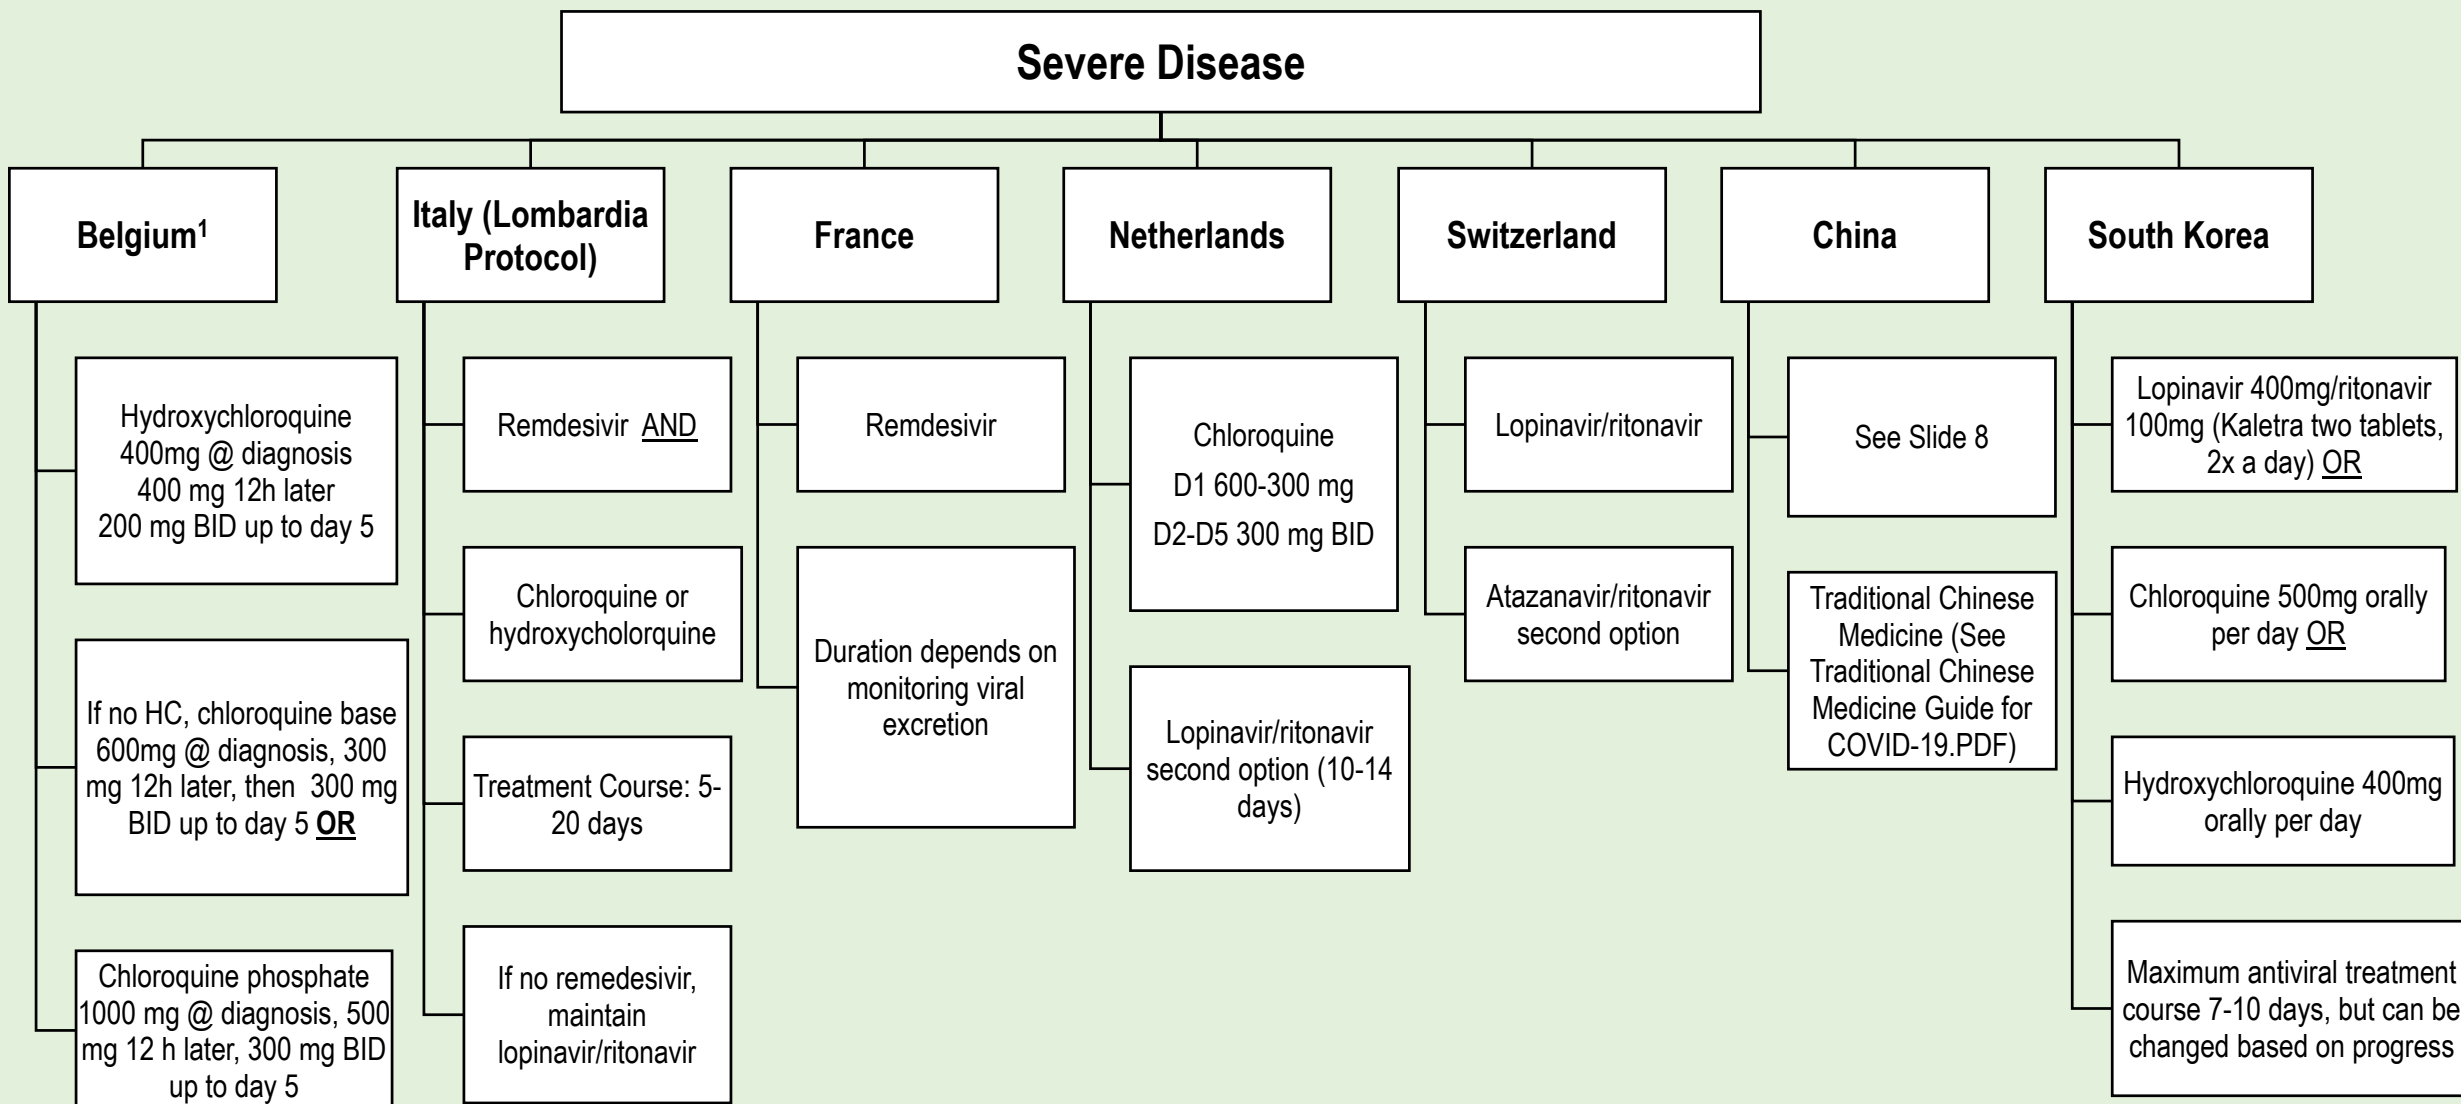 Severe Disease
Belgium¹
Hydroxychloroquine
400mg @ diagnosis
400 mg 12h later
200 mg BID up to day 5
If no HC, chloroquine base
600mg @ diagnosis, 300
mg 12h later, then 300 mg
BID up to day 5 OR
Chloroquine phosphate
1000 mg @ diagnosis, 500
mg 12 h later, 300 mg BID
up to day 5
Italy (Lombardia
Protocol)
Remdesivir AND
Chloroquine or
hydroxycholorquine
Treatment Course: 5-
20 days
If no remedesivir,
maintain
lopinavir/ritonavir
France
Remdesivir
Duration depends on
monitoring viral
excretion
Netherlands
Chloroquine
D1 600-300 mg
D2-D5 300 mg BID
Lopinavir/ritonavir
second option (10-14
days)
Switzerland
Lopinavir/ritonavir
Atazanavir/ritonavir
second option
China
See Slide 8
Traditional Chinese
Medicine (See
Traditional Chinese
Medicine Guide for
COVID-19.PDF)
South Korea
Lopinavir 400mg/ritonavir
100mg (Kaletra two tablets,
2x a day) OR
Chloroquine 500mg orally
per day OR
Hydroxychloroquine 400mg
orally per day
Maximum antiviral treatment
course 7-10 days, but can be
changed based on progress